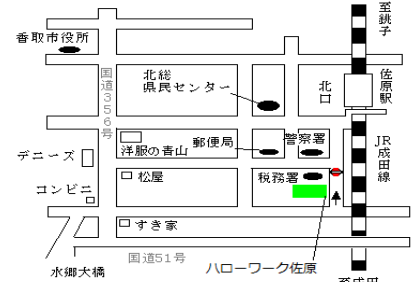 至銚子
香取市役所
国道356号
北総
県民センター
北口
佐原駅
郵便局
警察署
洋服の青山
JR成田線
デニーズ
松屋
税務署
コンビニ
すき家
国道51号
水郷大橋
ハローワーク佐原
至成田